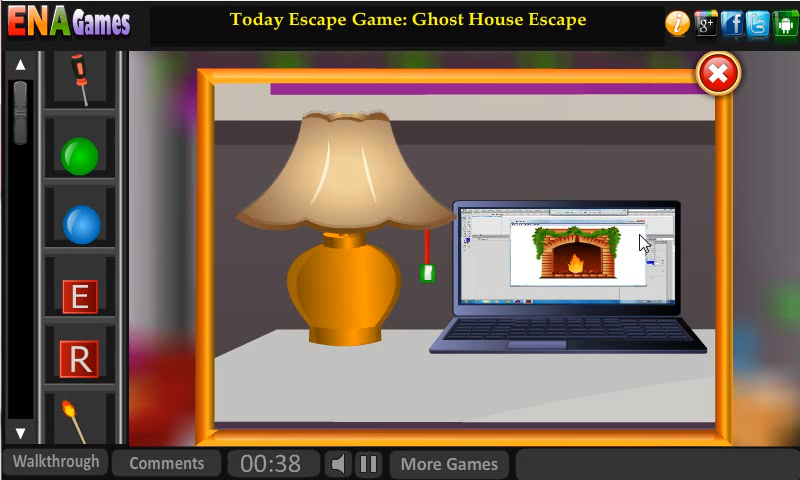 ENA Games
Today Escape Game: Ghost House Escape
i
g+
f
E
R
Walkthrough
Comments
00:38
More Games